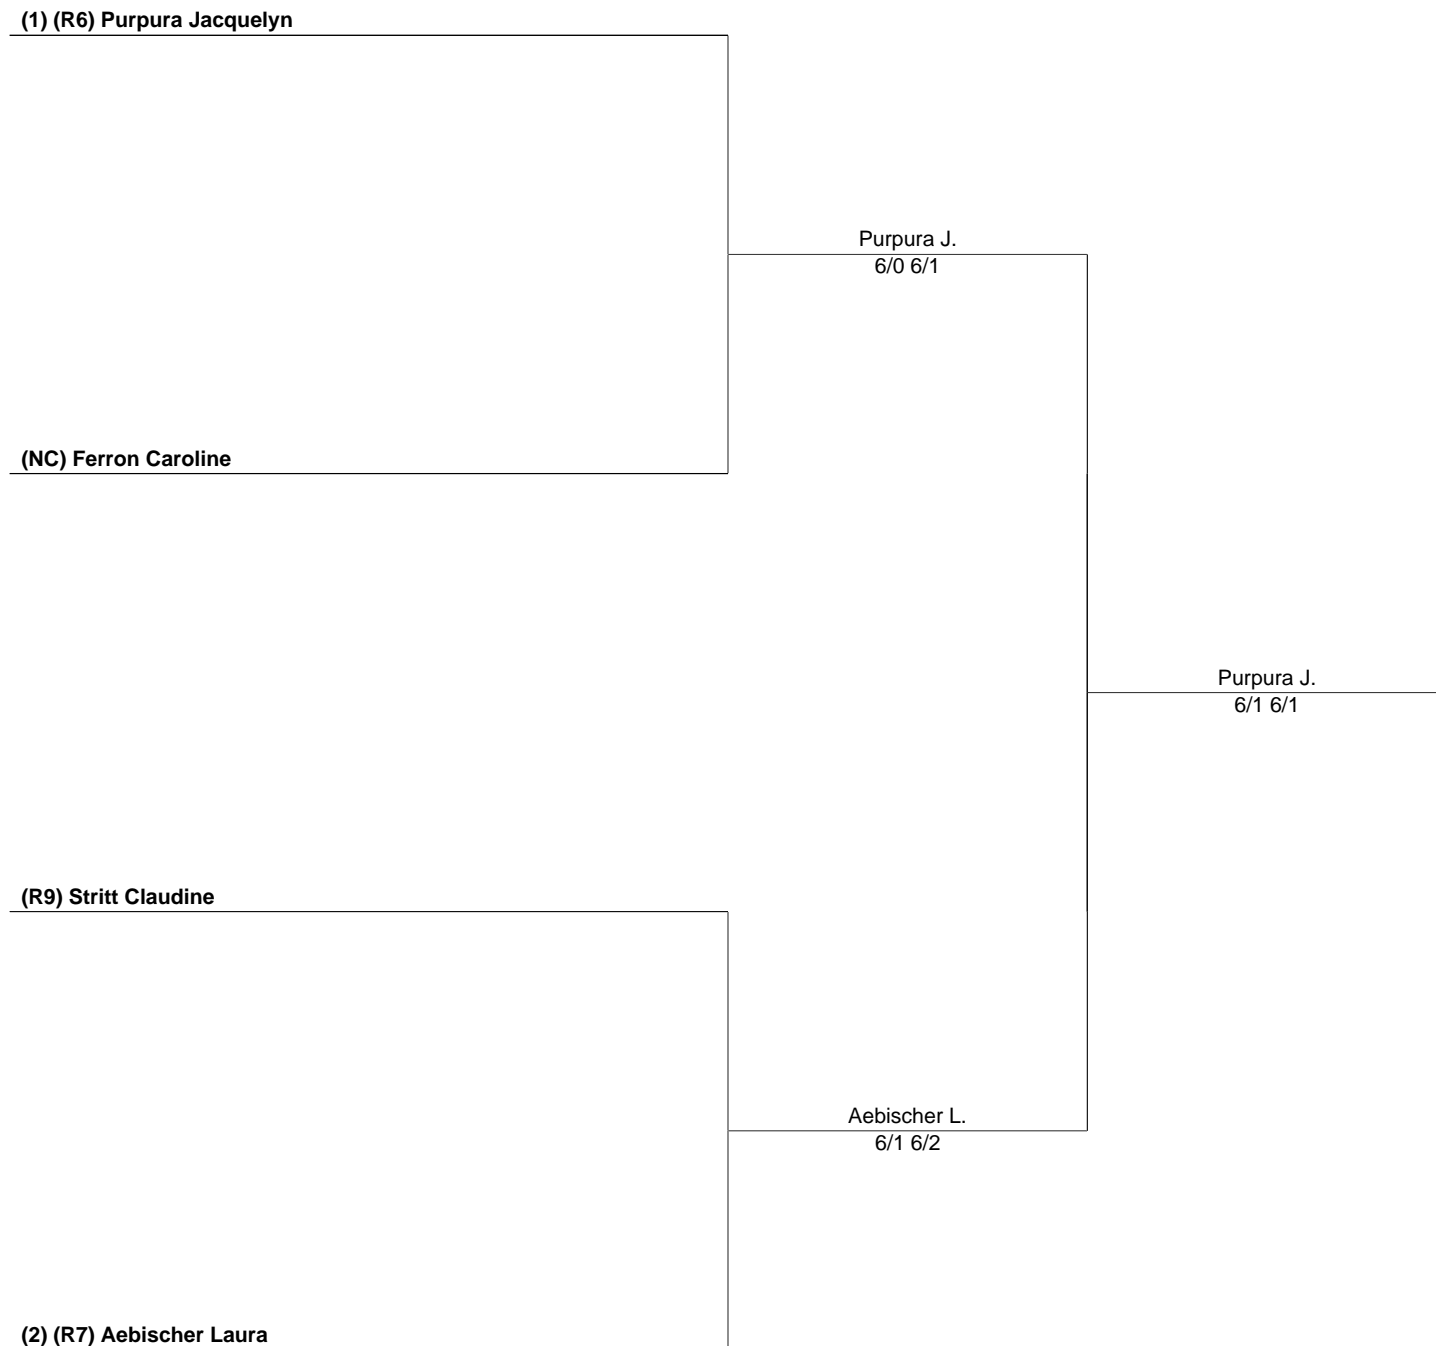 (1) (R6) Purpura Jacquelyn
Purpura J.
6/0 6/1
(NC) Ferron Caroline
Purpura J.
6/1 6/1
(R9) Stritt Claudine
Aebischer L.
6/1 6/2
(2) (R7) Aebischer Laura